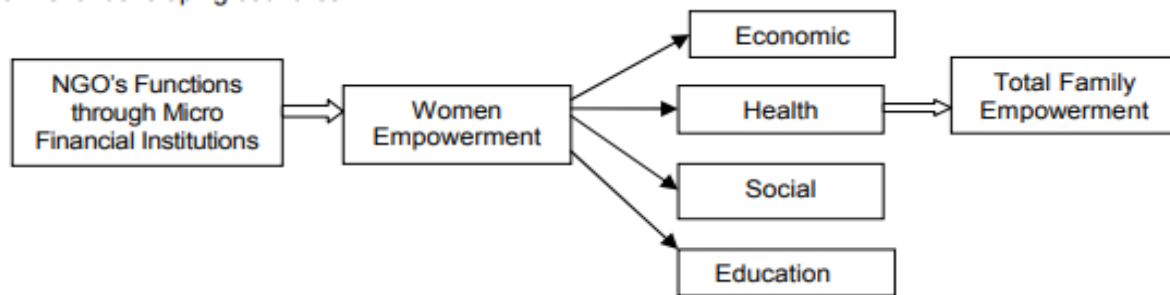 NGO's Functions
through Micro
Financial Institutions
Women
Empowerment
Economic
Health
Social
Education
Total Family
Empowerment